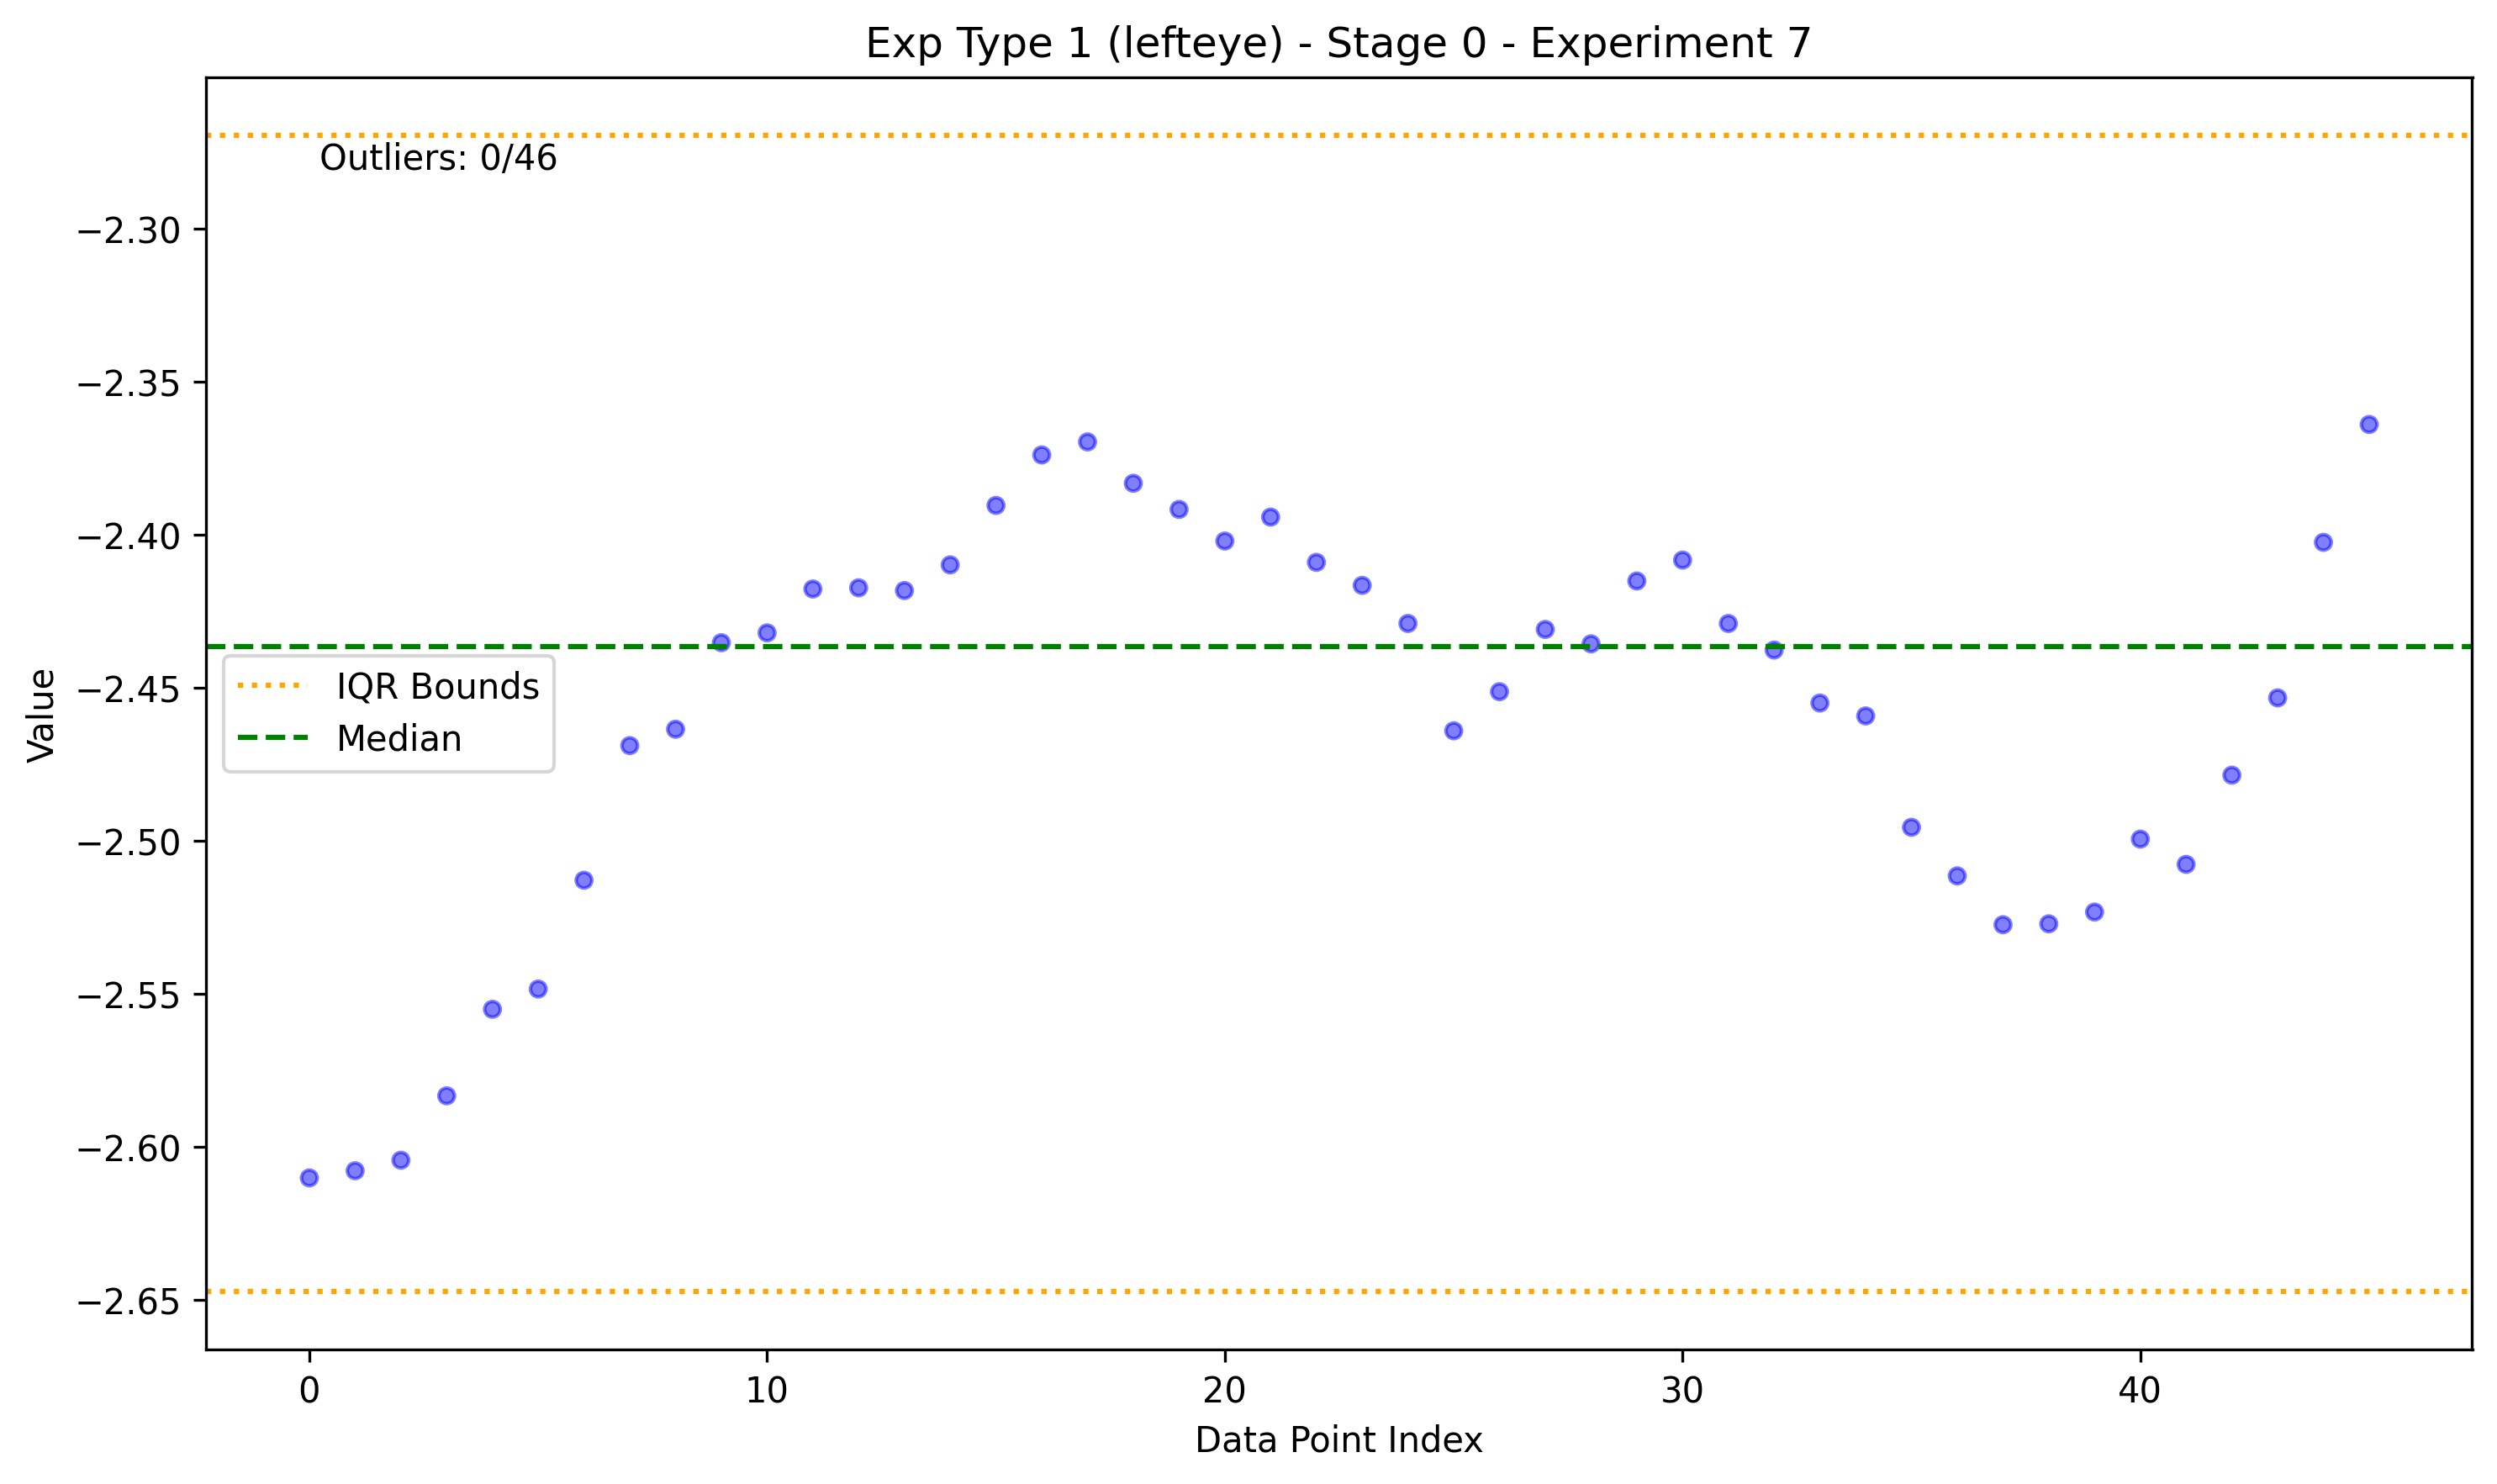 Exp Type 1 (lefteye) - Stage 0 - Experiment 7
Outliers: 0/46
−2.30
−2.35
−2.40
−2.45
−2.50
−2.55
−2.60
−2.65
Value
IQR Bounds
Median
0 10 20 30 40
Data Point Index